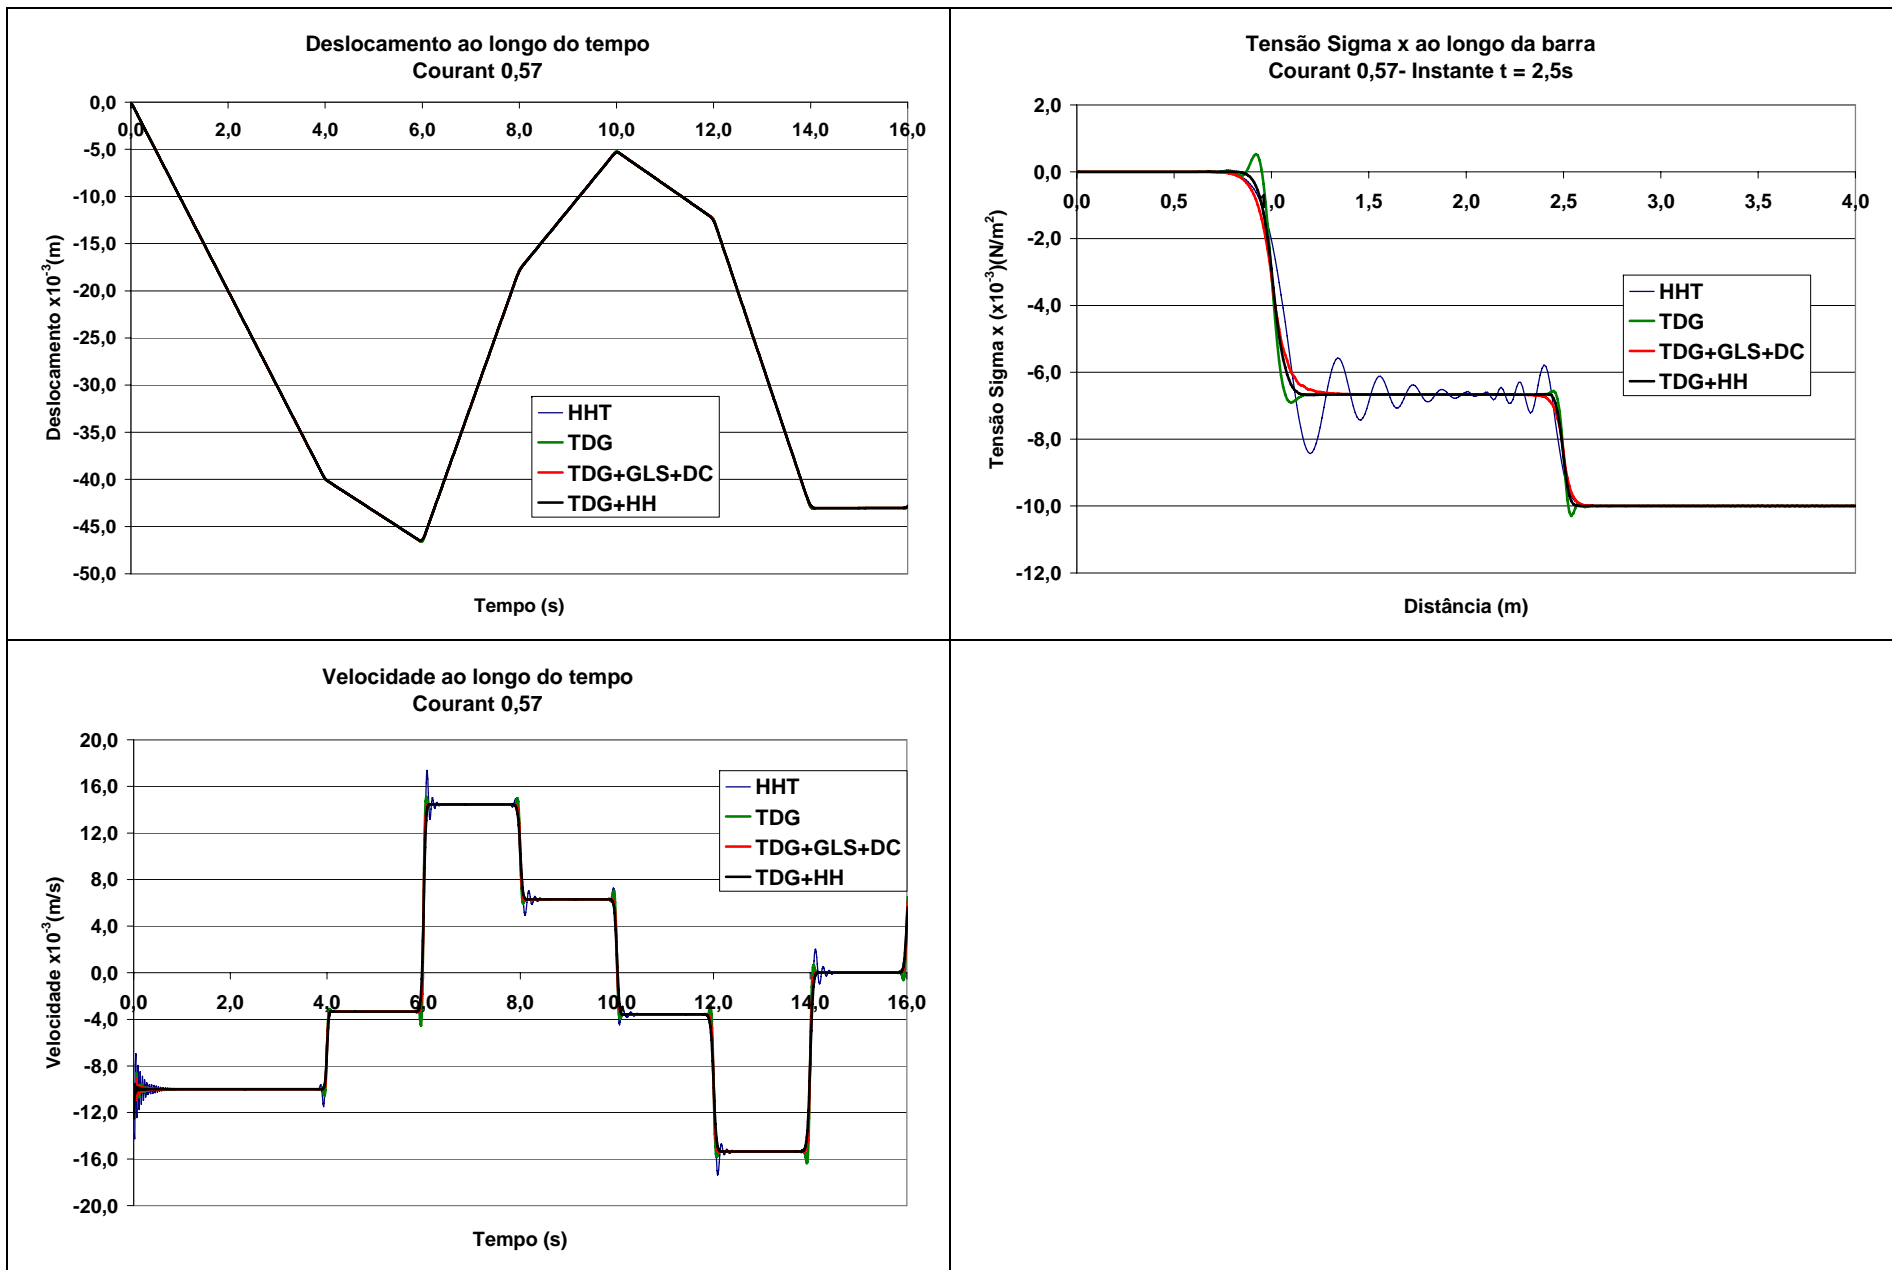 Deslocamento ao longo do tempo
Courant 0,57
0,0
-5,0
-10,0
-15,0
-20,0
-25,0
-30,0
-35,0
-40,0
-45,0
-50,0
0,0 2,0 4,0 6,0 8,0 10,0 12,0 14,0 16,0
Deslocamento x10-3(m)
Tempo (s)
HHT
TDG
TDG+GLS+DC
TDG+HH
Tensão Sigma x ao longo da barra
Courant 0,57- Instante t = 2,5s
2,0
0,0
-2,0
-4,0
-6,0
-8,0
-10,0
-12,0
0,0 0,5 1,0 1,5 2,0 2,5 3,0 3,5 4,0
Tensão Sigma x (x10-3)(N/m2)
Distância (m)
HHT
TDG
TDG+GLS+DC
TDG+HH
Velocidade ao longo do tempo
Courant 0,57
20,0
16,0
12,0
8,0
4,0
0,0
-4,0
-8,0
-12,0
-16,0
-20,0
0,0 2,0 4,0 6,0 8,0 10,0 12,0 14,0 16,0
Velocidade x10-3(m/s)
Tempo (s)
HHT
TDG
TDG+GLS+DC
TDG+HH